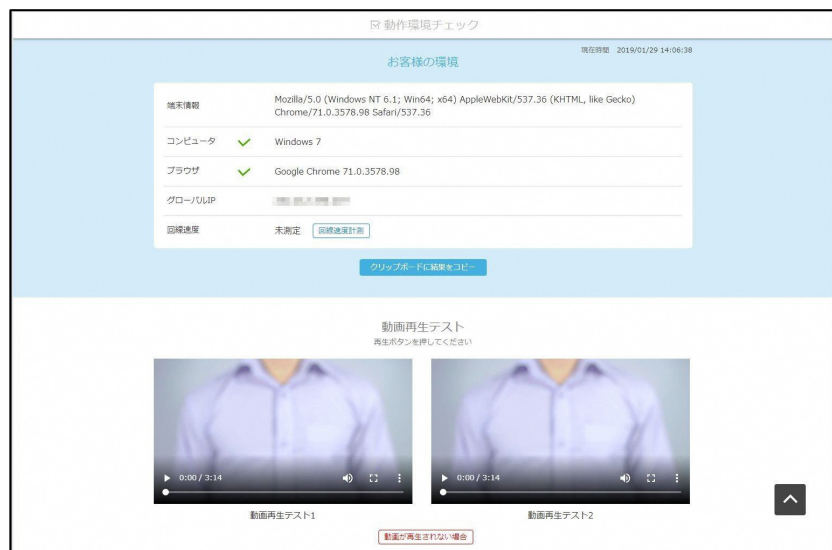 動作環境チェック
現在時間 2019/01/29 14:06:38
お客様の環境
端末情報 Mozilla/5.0 (Windows NT 6.1; Win64; x64) AppleWebKit/537.36 (KHTML, like Gecko)
Chrome/71.0.3578.98 Safari/537.36
コンピュータ Windows 7
ブラウザ Google Chrome 71.0.3578.98
グローバルIP
回線速度 未測定 回線速度計測
クリップボードに結果をコピー
動画再生テスト
再生ボタンを押してください
0:00 / 3:14
0:00 / 3:14
動画再生テスト1
動画再生テスト2
動画が再生されない場合